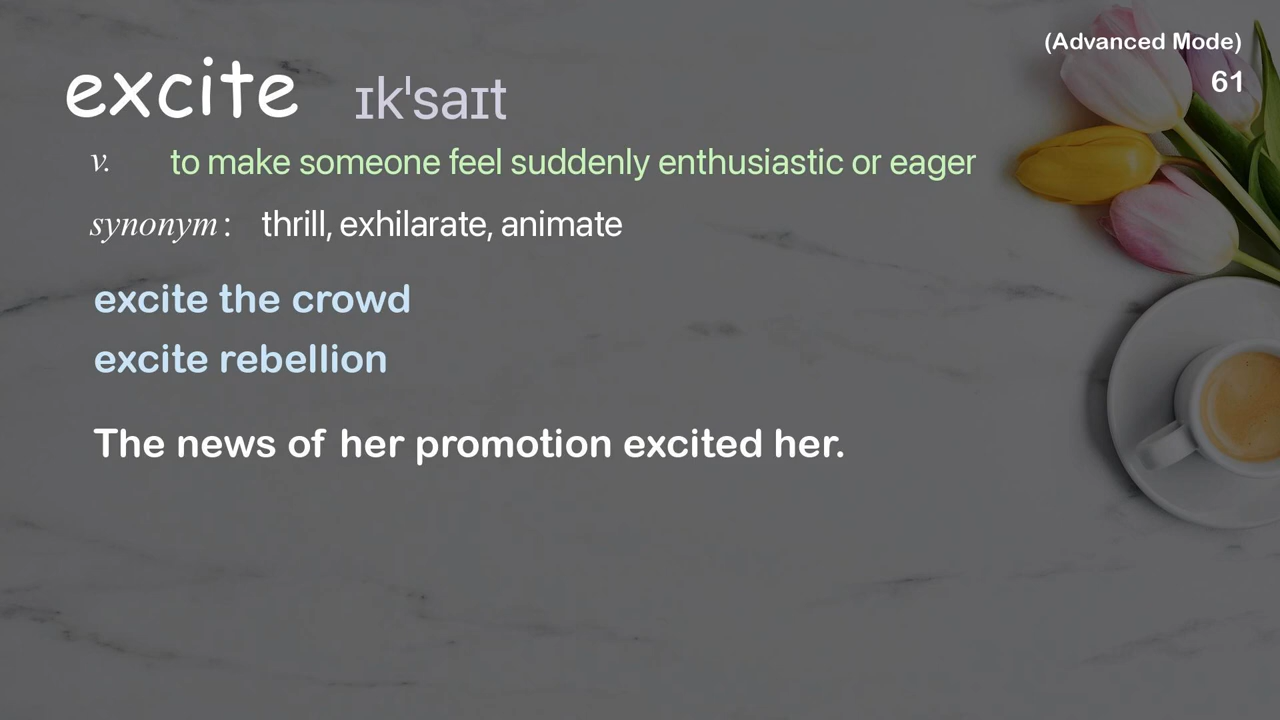 (Advanced Mode)
61
excite ɪkˈsaɪt
v. to make someone feel suddenly enthusiastic or eager
synonym : thrill, exhilarate, animate
excite the crowd
excite rebellion
The news of her promotion excited her.